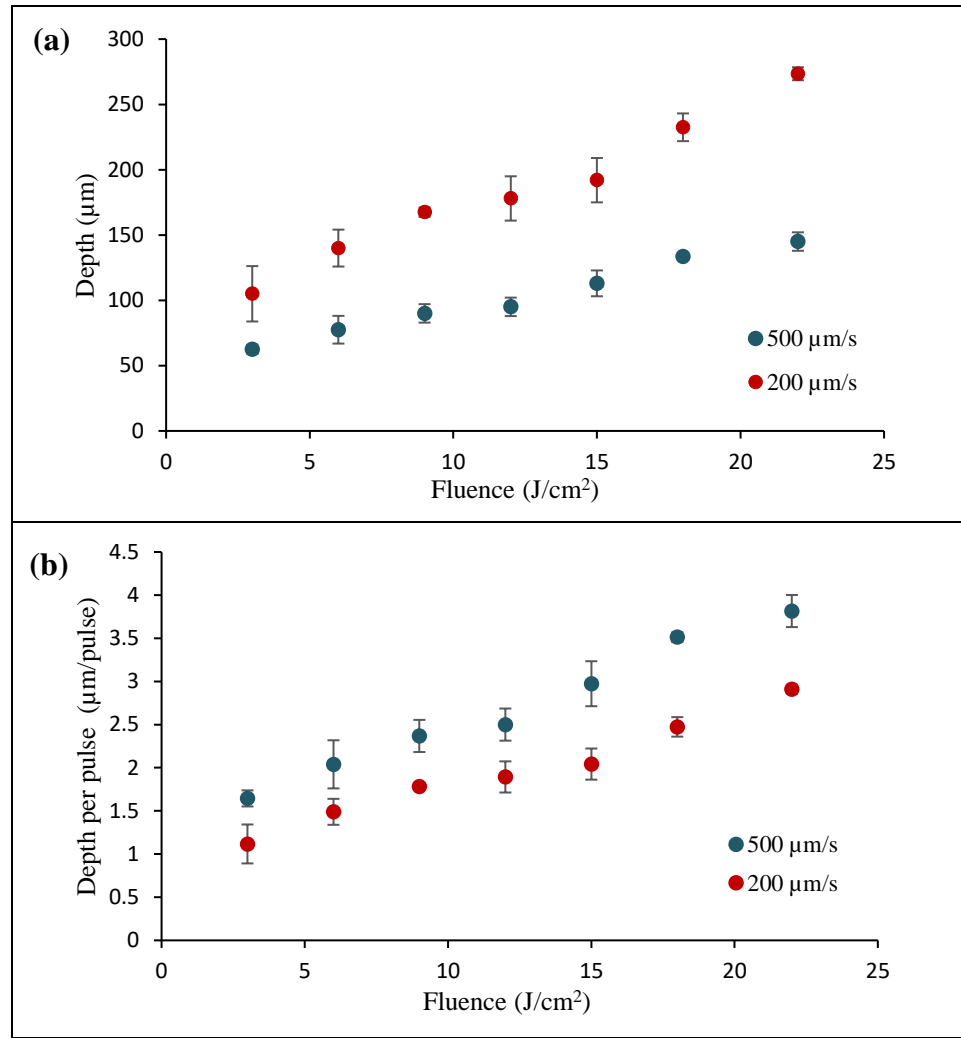 (a)
300
250
200
150
100
50
0
Depth (µm)
500 µm/s
200 µm/s
0 5 10 15 20 25
Fluence (J/cm²)
(b)
4.5
4
3.5
3
2.5
2
1.5
1
0.5
0
Depth per pulse (µm/pulse)
500 µm/s
200 µm/s
0 5 10 15 20 25
Fluence (J/cm²)